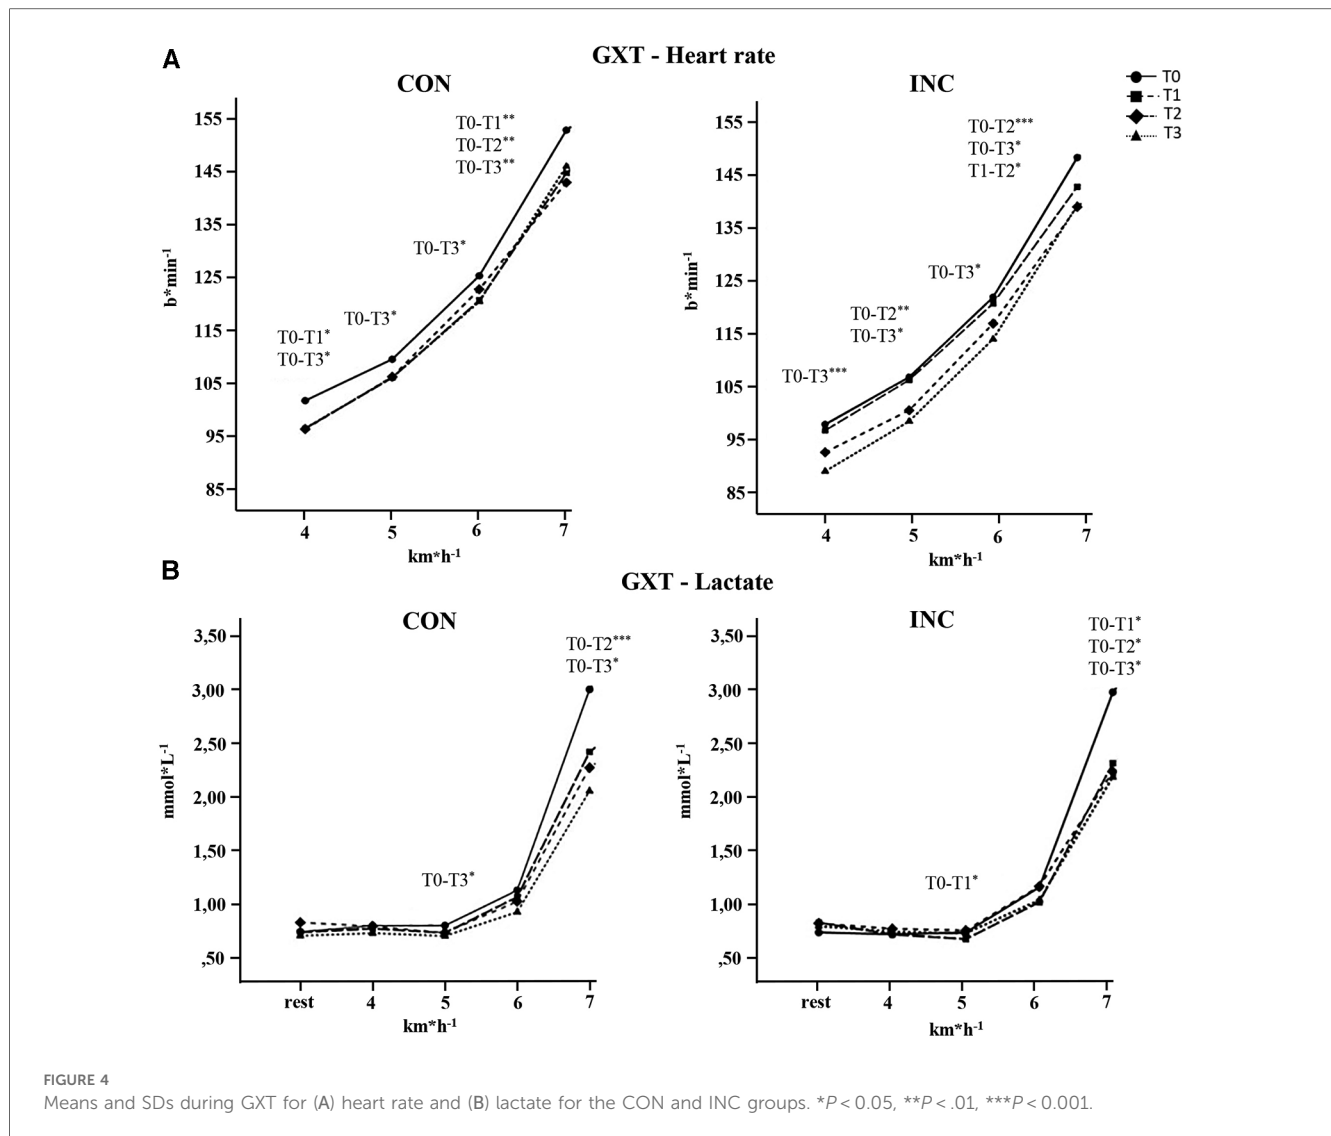 A
GXT - Heart rate
CON
INC
T0
T1
T2
T3
155
145
135
125
115
105
95
85
b*min-1
T0-T1*
T0-T3*
T0-T3*
T0-T3*
T0-T1**
T0-T2**
T0-T3**
4 5 6 7
km*h-1
155
145
135
125
115
105
95
85
b*min-1
T0-T3***
T0-T2**
T0-T3*
T0-T3*
T0-T2***
T0-T3*
T1-T2*
4 5 6 7
km*h-1
B
GXT - Lactate
CON
INC
3,50
3,00
2,50
2,00
1,50
1,00
,50
mmol*L-1
T0-T3*
T0-T2***
T0-T3*
rest 4 5 6 7
km*h-1
3,50
3,00
2,50
2,00
1,50
1,00
,50
mmol*L-1
T0-T1*
T0-T1*
T0-T2*
T0-T3*
rest 4 5 6 7
km*h-1
FIGURE 4
Means and SDs during GXT for (A) heart rate and (B) lactate for the CON and INC groups. *P < 0.05, **P < .01, ***P < 0.001.